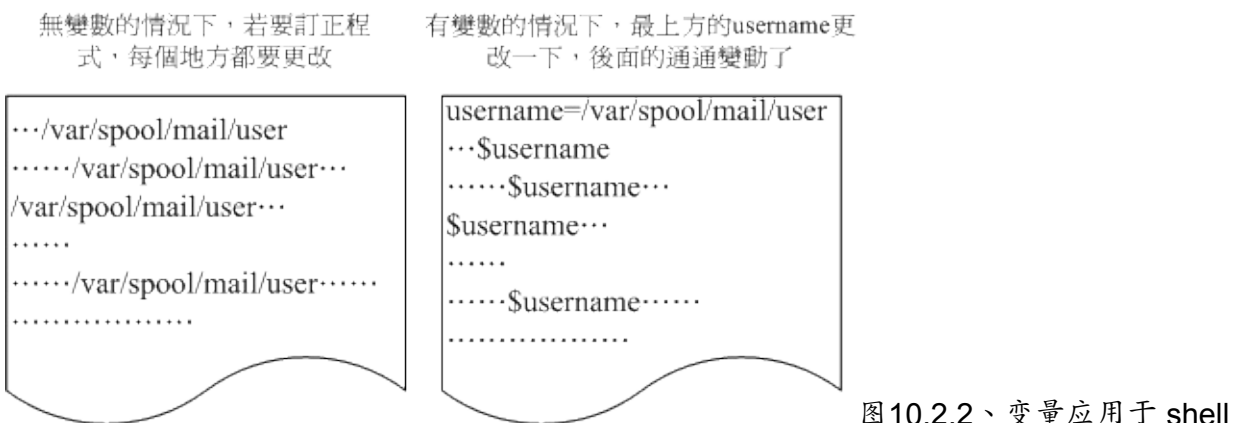 無變數的情況下，若要訂正程
式，每個地方都要更改
有變數的情況下，最上方的username更
改一下，後面的通通變動了
…/var/spool/mail/user
……/var/spool/mail/user…
/var/spool/mail/user…
……
……/var/spool/mail/user……
………………
username=/var/spool/mail/user
…$username
……$username…
$username…
……
……$username……
………………
图10.2.2、变量应用于 shell